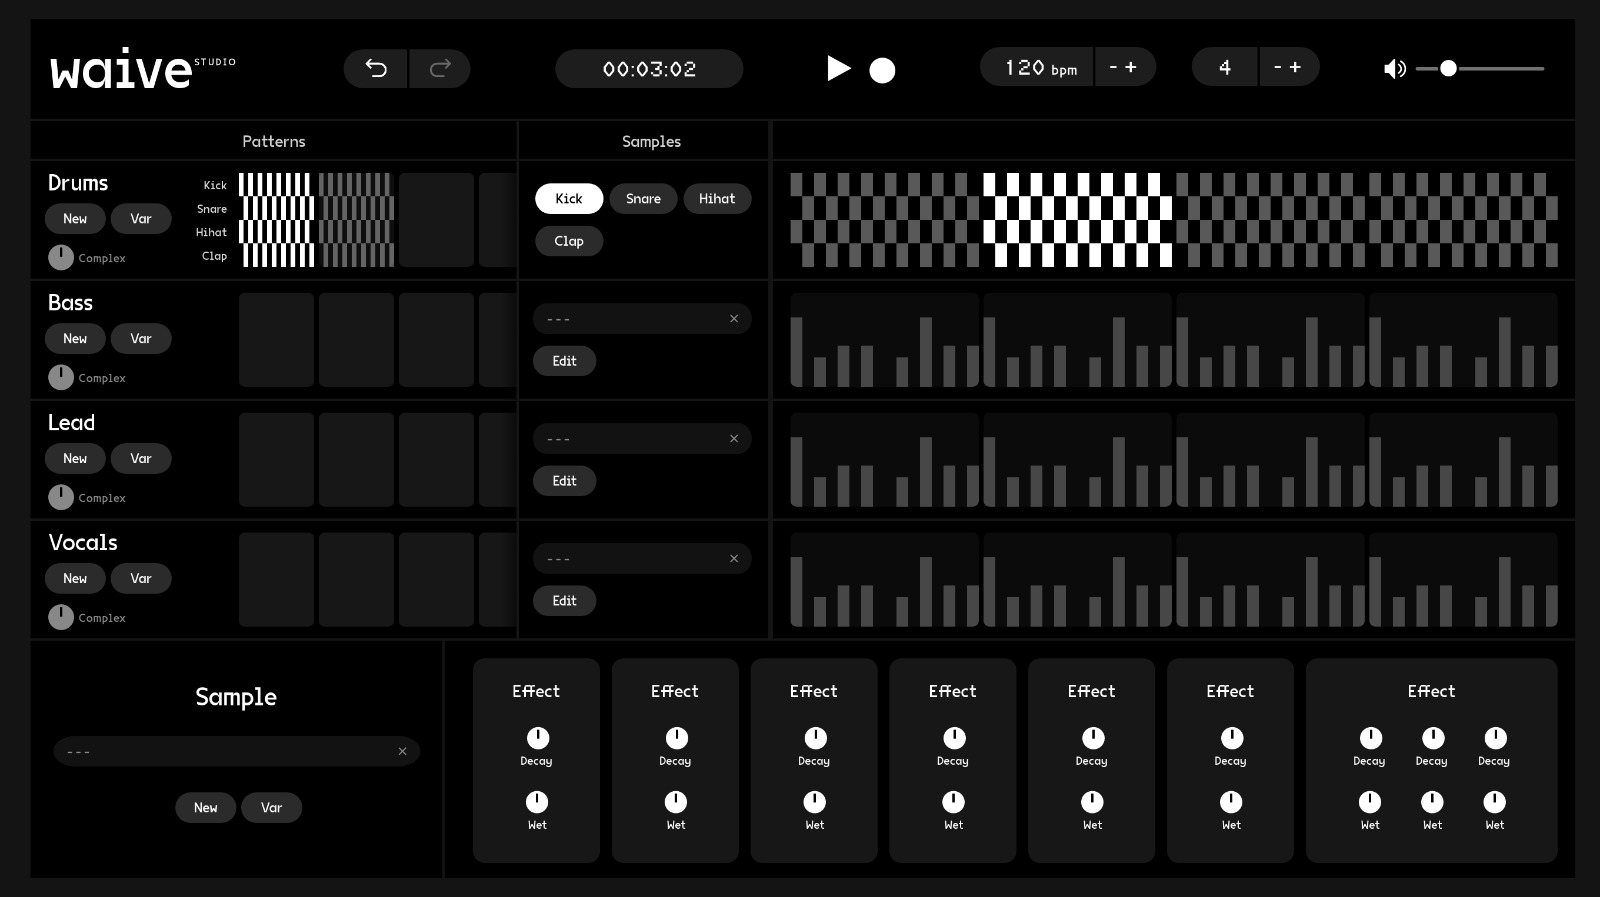 waive STUDIO
00:03:02
120 bpm - +
4 - +
Patterns
Samples
Drums
New Var
Complex
Kick
Snare
Hihat
Clap
Kick Snare Hihat
Clap
Bass
New Var
Complex
--- ×
Edit
Lead
New Var
Complex
--- ×
Edit
Vocals
New Var
Complex
--- ×
Edit
Sample
--- ×
New Var
Effect
Decay
Wet
Effect
Decay
Wet
Effect
Decay
Wet
Effect
Decay
Wet
Effect
Decay
Wet
Effect
Decay
Wet
Effect
Decay Decay Decay
Wet Wet Wet